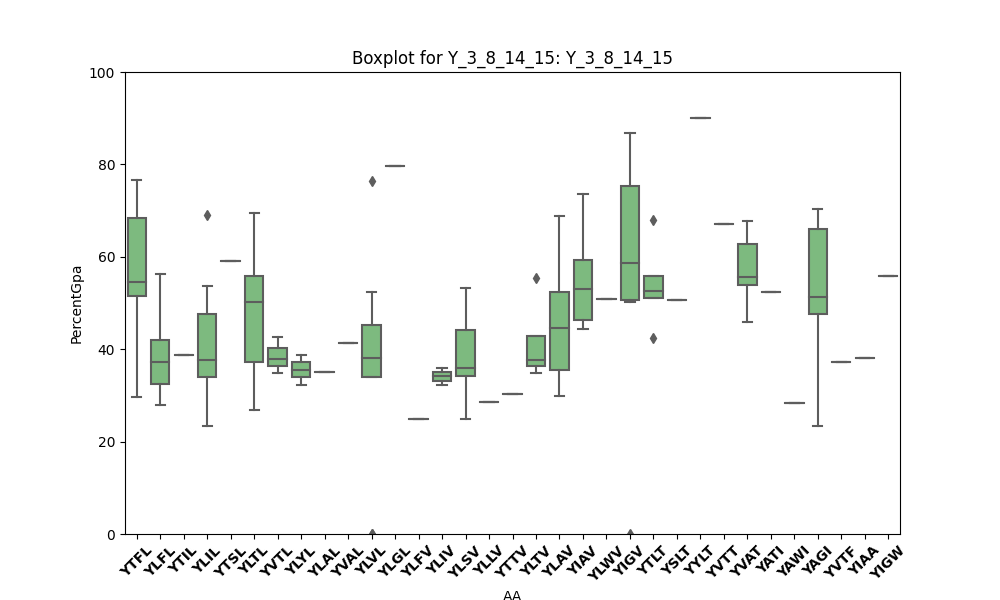 Boxplot for Y_3_8_14_15: Y_3_8_14_15
100
80
60
40
20
0
PercentGpa
YTFL YLFL YTIL YLIL YTSL YLTL YVTL YLYL YLAL YVAL YLVL YLGL YLFV YLIV YLSV YLLV YTTV YLTV YLAV YIAV YLWV YIGV YTLT YSLT YYLT YVTT YVAT YATI YAWI YAGI YVTF YIAA YIGW
AA